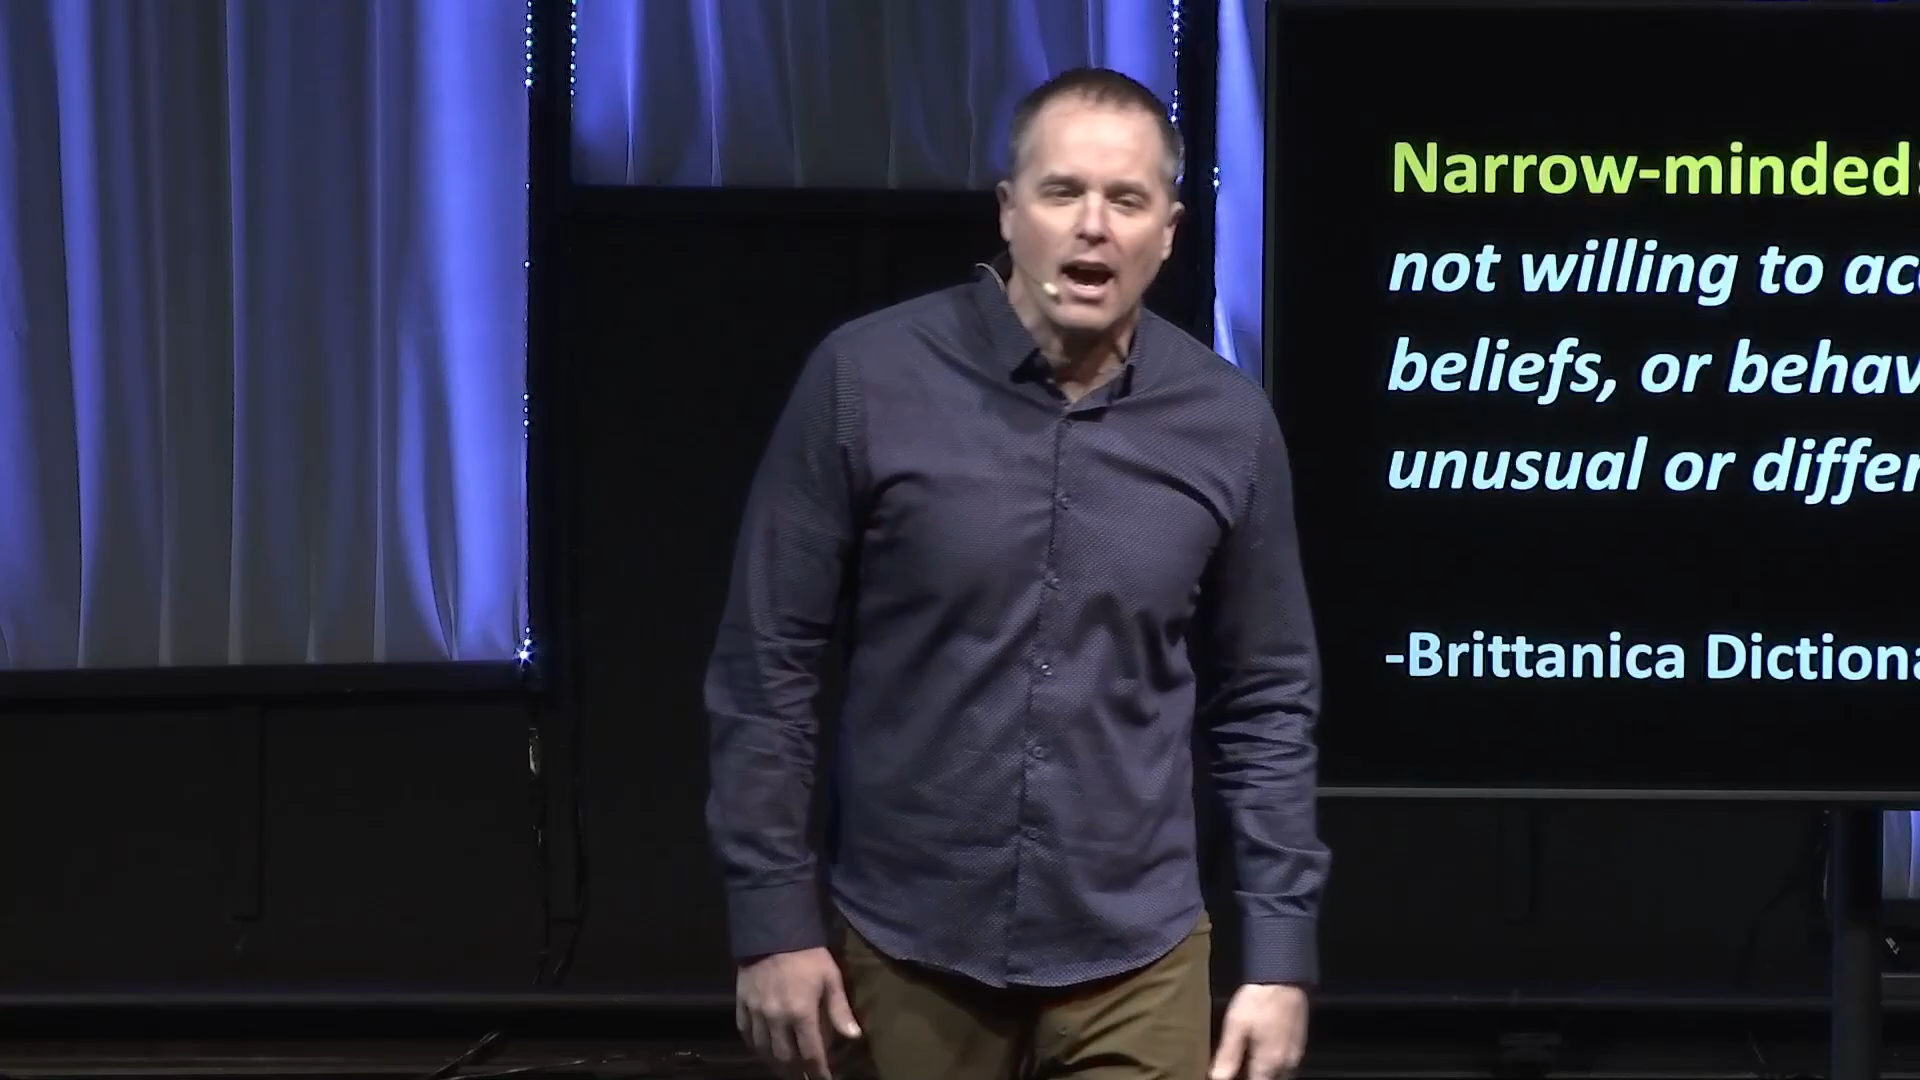 Narrow-minded:
not willing to
beliefs, or
unusual or
-Brittanica